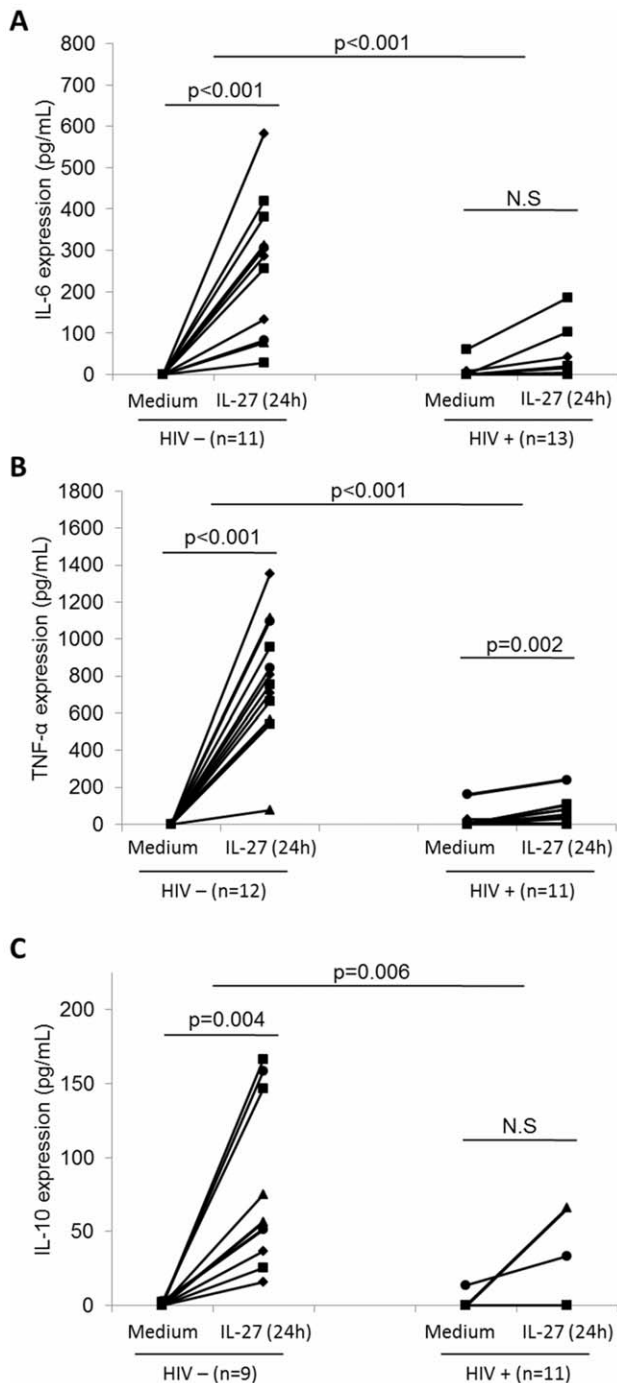 A
p<0.001
p<0.001
N.S
IL-6 expression (pg/mL)
800
700
600
500
400
300
200
100
0
Medium IL-27 (24h) Medium IL-27 (24h)
HIV – (n=11) HIV + (n=13)
B
p<0.001
p<0.001
p=0.002
TNF-α expression (pg/mL)
1800
1600
1400
1200
1000
800
600
400
200
0
Medium IL-27 (24h) Medium IL-27 (24h)
HIV – (n=12) HIV + (n=11)
C
p=0.006
p=0.004
N.S
IL-10 expression (pg/mL)
200
150
100
50
0
Medium IL-27 (24h) Medium IL-27 (24h)
HIV – (n=9) HIV + (n=11)